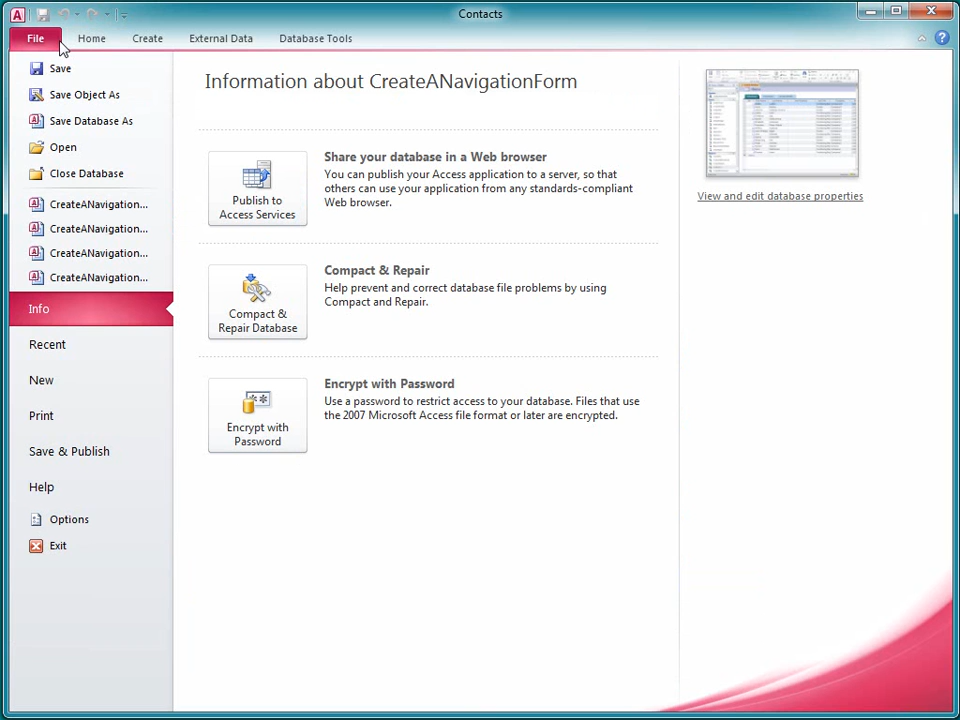 Contacts
File Home Create External Data Database Tools
Save
Save Object As
Save Database As
Open
Close Database
CreateANavigation...
CreateANavigation...
CreateANavigation...
CreateANavigation...
Info
Recent
New
Print
Save & Publish
Help
Options
Exit
Information about CreateANavigationForm
Publish to
Access Services
Share your database in a Web browser
You can publish your Access application to a server, so that
others can use your application from any standards-compliant
Web browser.
Compact &
Repair Database
Compact & Repair
Help prevent and correct database file problems by using
Compact and Repair.
Encrypt with
Password
Encrypt with Password
Use a password to restrict access to your database. Files that use
the 2007 Microsoft Access file format or later are encrypted.
View and edit database properties